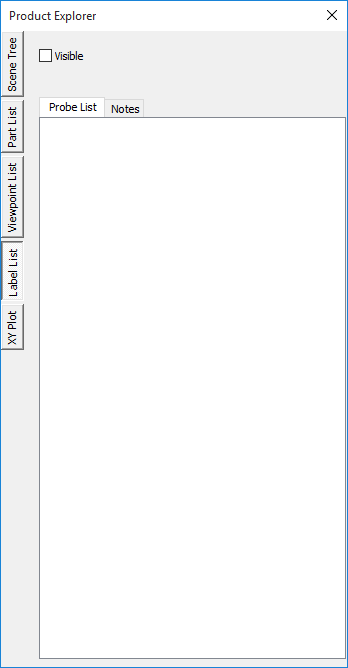 Product Explorer
Scene Tree
Part List
Viewpoint List
Label List
XY Plot
Visible
Probe List
Notes